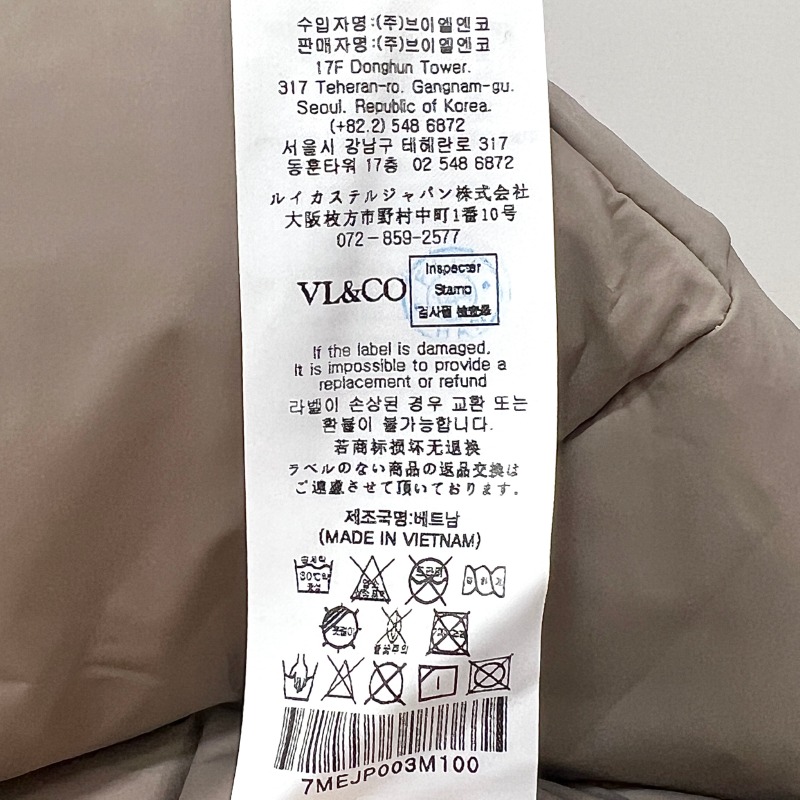 수입자명:(주)브이엘엔코
판매자명:(주)브이엘엔코
17F Donghun Tower.
317 Teheran-ro. Gangnam-gu.
Seoul. Republic of Korea.
(+82.2) 548 6872
서울시 강남구 테헤란로 317
동훈타워 17층 02 548 6872
ルイカステルジャパン株式会社
大阪枚方市野村中町1番10号
072-859-2577
VL&CO
Inspecter
Stamp
검사필 検査畢
If the label is damaged,
It is impossible to provide a
replacement or refund
라벨이 손상된 경우 교환 또는
환불이 불가능합니다.
若商标损坏无退换
ラベルのない商品の返品交換は
ご遠慮させて頂いております。
제조국명:베트남
(MADE IN VIETNAM)
30℃
7MEJP003M100